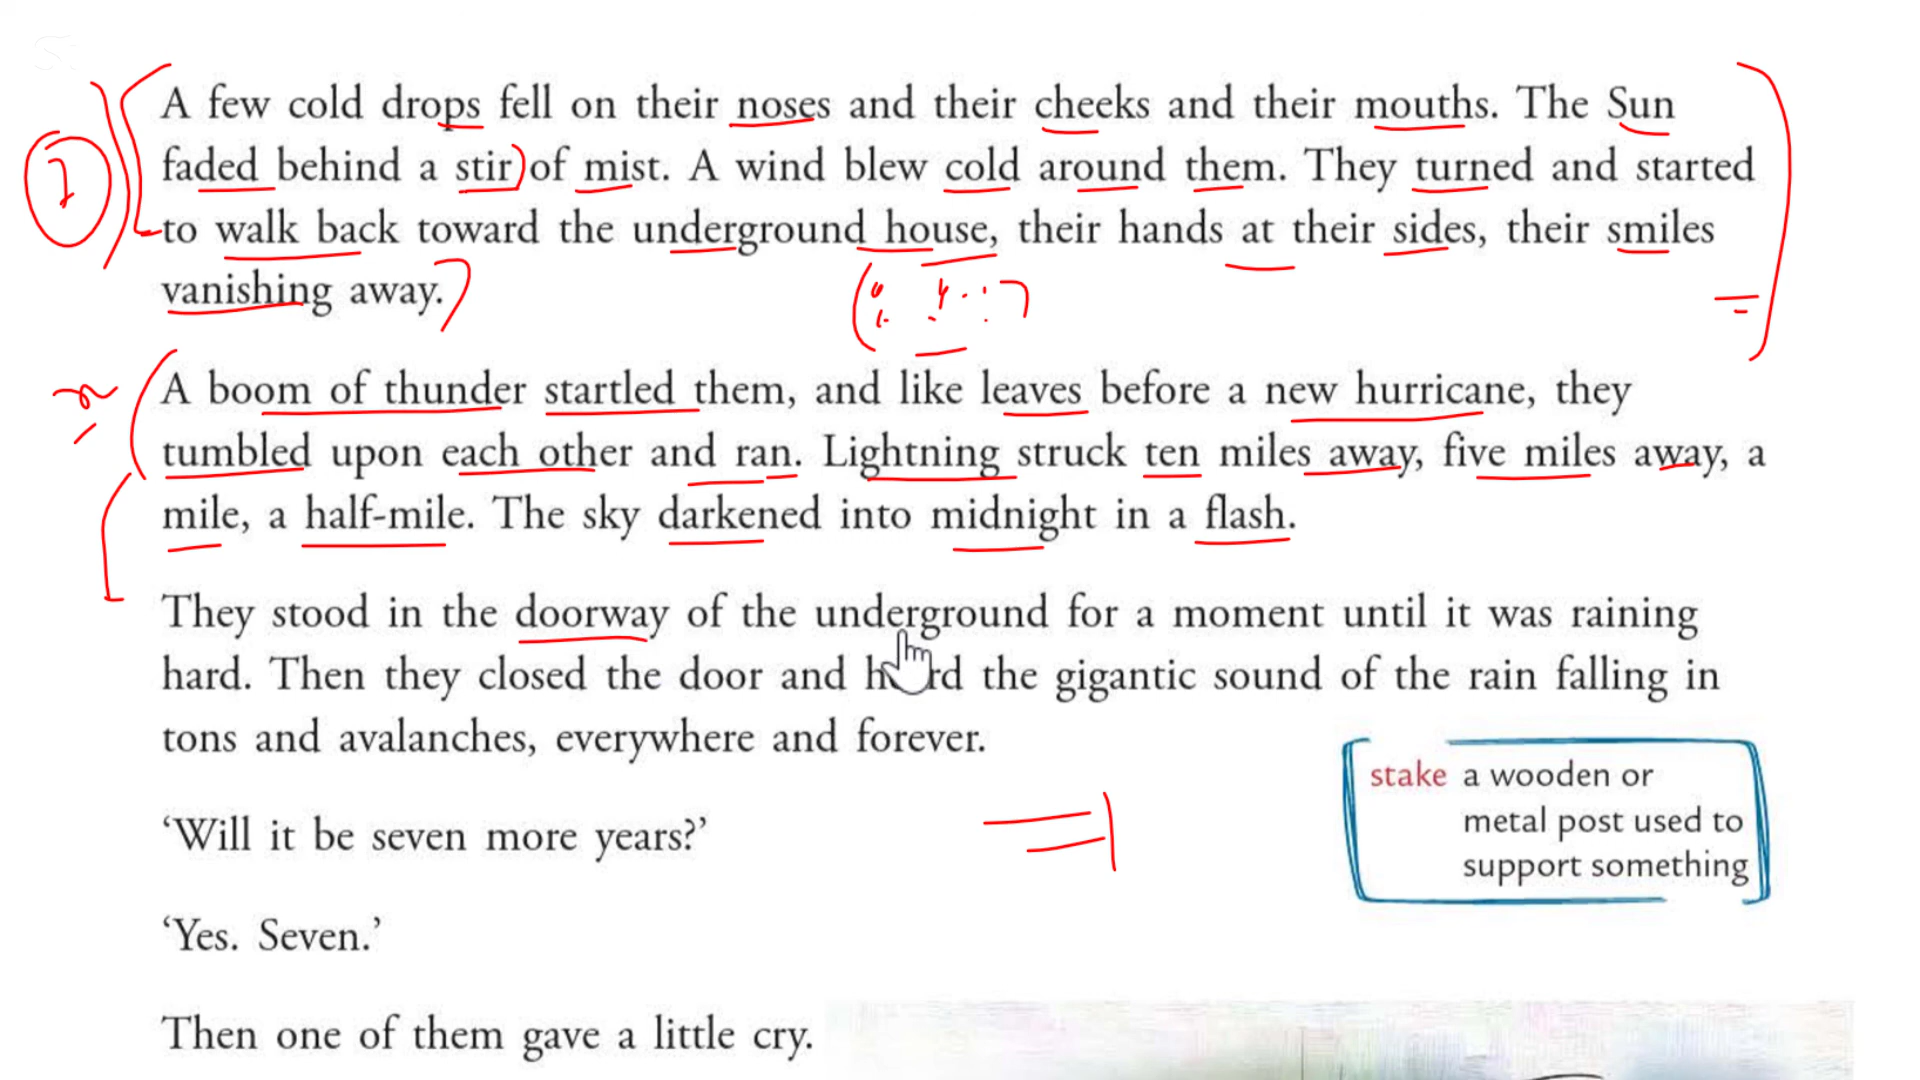 A few cold drops fell on their noses and their cheeks and their mouths. The Sun
faded behind a stir of mist. A wind blew cold around them. They turned and started
to walk back toward the underground house, their hands at their sides, their smiles
vanishing away.
A boom of thunder startled them, and like leaves before a new hurricane, they
tumbled upon each other and ran. Lightning struck ten miles away, five miles away, a
mile, a half-mile. The sky darkened into midnight in a flash.
They stood in the doorway of the underground for a moment until it was raining
hard. Then they closed the door and heard the gigantic sound of the rain falling in
tons and avalanches, everywhere and forever.
stake a wooden or
metal post used to
support something
‘Will it be seven more years?’
‘Yes. Seven.’
Then one of them gave a little cry.